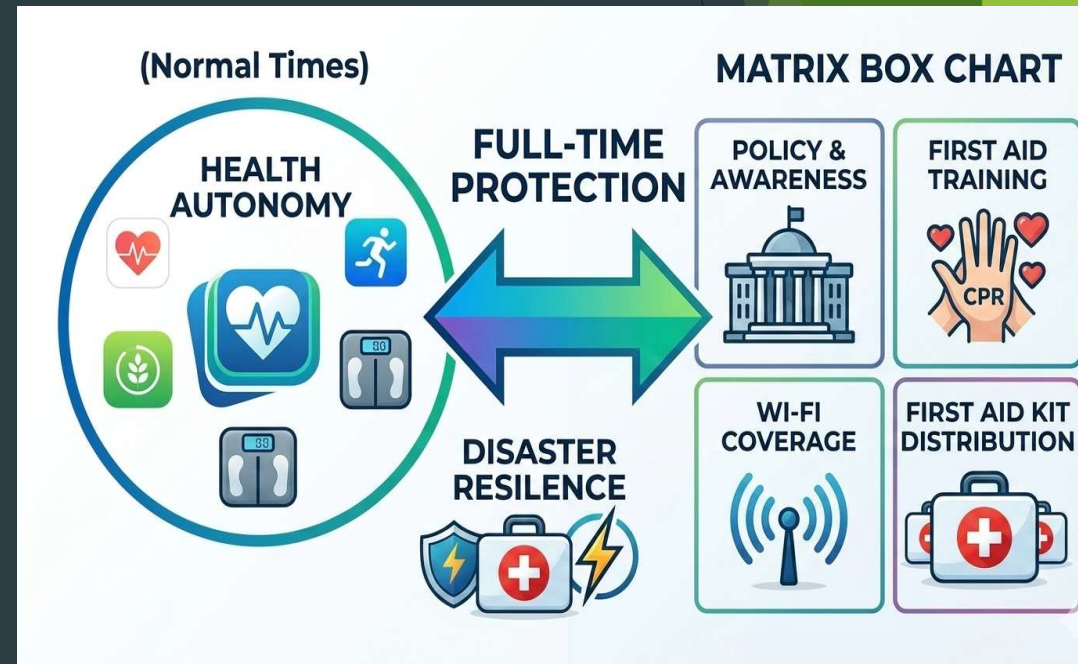 (Normal Times)
HEALTH
AUTONOMY
FULL-TIME
PROTECTION
DISASTER
RESILENCE
MATRIX BOX CHART
POLICY &
AWARENESS
FIRST AID
TRAINING
CPR
WI-FI
COVERAGE
FIRST AID KIT
DISTRIBUTION